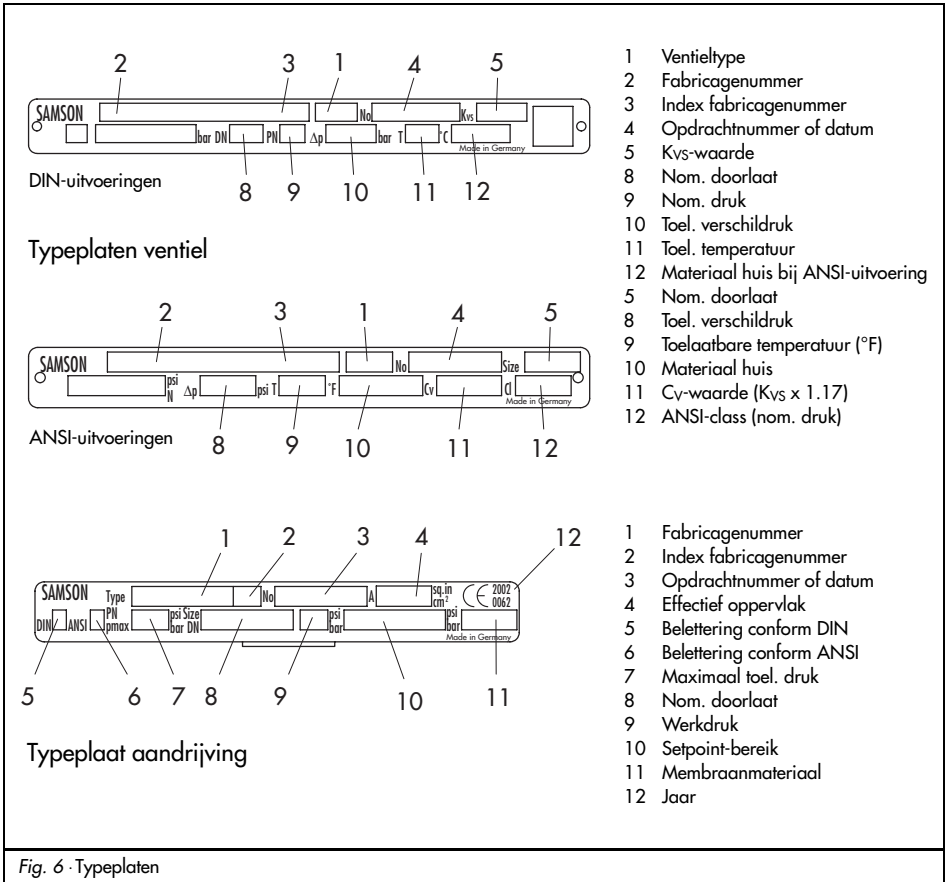 2 3 1 4 5
SAMSON No Kvs
bar DN PN Δp bar T °C
Made in Germany
DIN-uitvoeringen
8 9 10 11 12
Typeplaten ventiel
2 3 1 4 5
SAMSON No Size
psi N Δp psi T °F Cv Cl
Made in Germany
ANSI-uitvoeringen
8 9 10 11 12
1 Ventieltype
2 Fabricagenummer
3 Index fabricagenummer
4 Opdrachtnummer of datum
5 KVS-waarde
8 Nom. doorlaat
9 Nom. druk
10 Toel. verschildruk
11 Toel. temperatuur
12 Materiaal huis bij ANSI-uitvoering
5 Nom. doorlaat
8 Toel. verschildruk
9 Toelaatbare temperatuur (°F)
10 Materiaal huis
11 CV-waarde (KVS x 1.17)
12 ANSI-class (nom. druk)
1 2 3 4 12
SAMSON Type No A sq.in cm² CE 2002 0062
DIN ANSI PN pmax psi bar Size DN psi bar psi bar
Made in Germany
5 6 7 8 9 10 11
Typeplaat aandrijving
1 Fabricagenummer
2 Index fabricagenummer
3 Opdrachtnummer of datum
4 Effectief oppervlak
5 Belettering conform DIN
6 Belettering conform ANSI
7 Maximaal toel. druk
8 Nom. doorlaat
9 Werkdruk
10 Setpoint-bereik
11 Membraanmateriaal
12 Jaar
Fig. 6 · Typeplaten